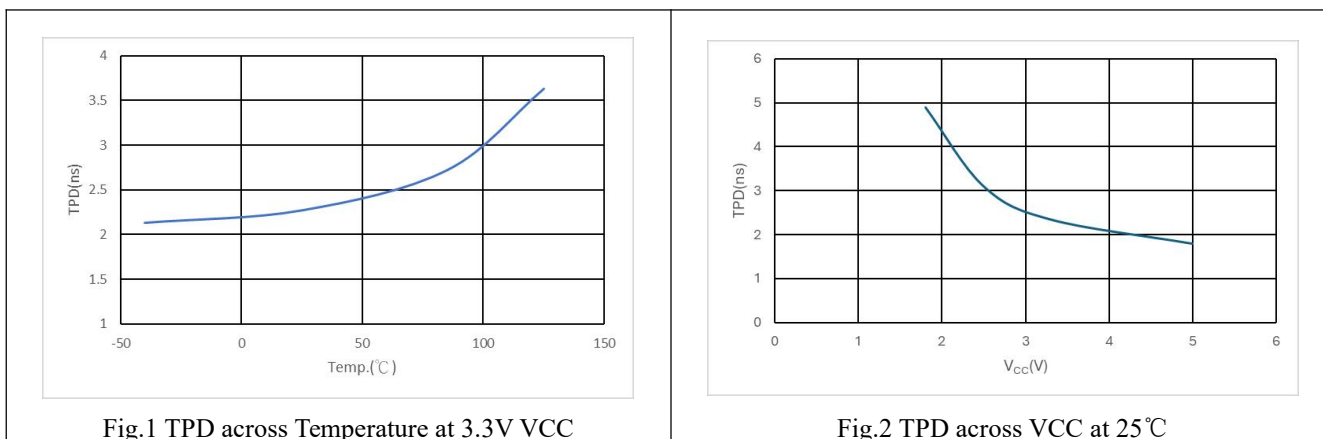 4
3.5
3
2.5
2
1.5
1
TPD(ns)
-50 0 50 100 150
Temp.(℃)
Fig.1 TPD across Temperature at 3.3V VCC
6
5
4
3
2
1
0
TPD(ns)
0 1 2 3 4 5 6
VCC(V)
Fig.2 TPD across VCC at 25℃